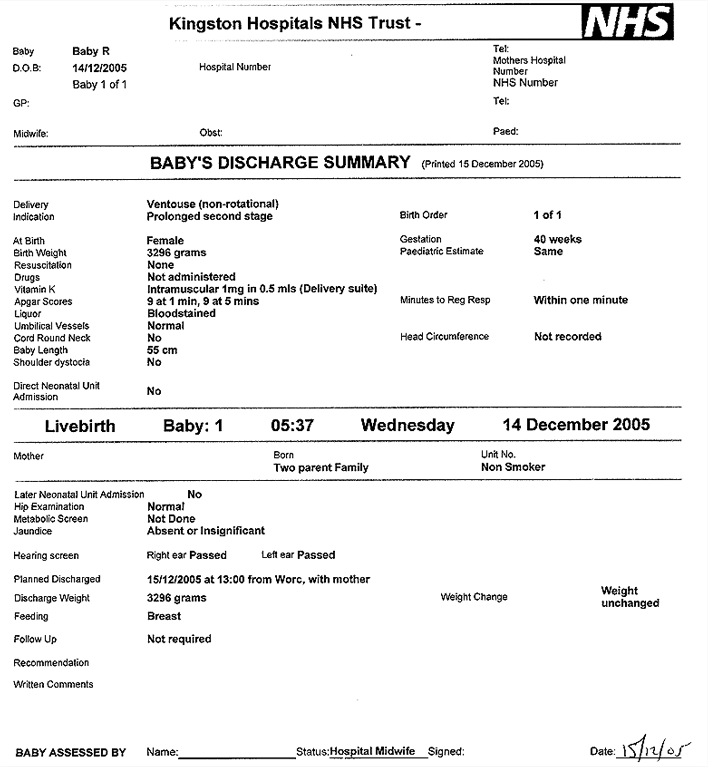 Kingston Hospitals NHS Trust - NHS
Baby Baby R Tel:
D.O.B: 14/12/2005 Hospital Number Mothers Hospital Number
Baby 1 of 1 NHS Number
GP: Tel:
Midwife: Obst: Paed:
BABY'S DISCHARGE SUMMARY (Printed 15 December 2005)
Delivery Ventouse (non-rotational)
Indication Prolonged second stage Birth Order 1 of 1
At Birth Female Gestation 40 weeks
Birth Weight 3296 grams Paediatric Estimate Same
Resuscitation None
Drugs Not administered
Vitamin K Intramuscular 1mg in 0.5 mls (Delivery suite)
Apgar Scores 9 at 1 min, 9 at 5 mins Minutes to Reg Resp Within one minute
Liquor Bloodstained
Umbilical Vessels Normal
Cord Round Neck No Head Circumference Not recorded
Baby Length 55 cm
Shoulder dystocia No
Direct Neonatal Unit Admission No
Livebirth Baby: 1 05:37 Wednesday 14 December 2005
Mother Born Unit No.
Two parent Family Non Smoker
Later Neonatal Unit Admission No
Hip Examination Normal
Metabolic Screen Not Done
Jaundice Absent or Insignificant
Hearing screen Right ear Passed Left ear Passed
Planned Discharged 15/12/2005 at 13:00 from Worc, with mother
Discharge Weight 3296 grams Weight Change Weight unchanged
Feeding Breast
Follow Up Not required
Recommendation
Written Comments
BABY ASSESSED BY Name: Status:Hospital Midwife Signed: Date: 15/12/05